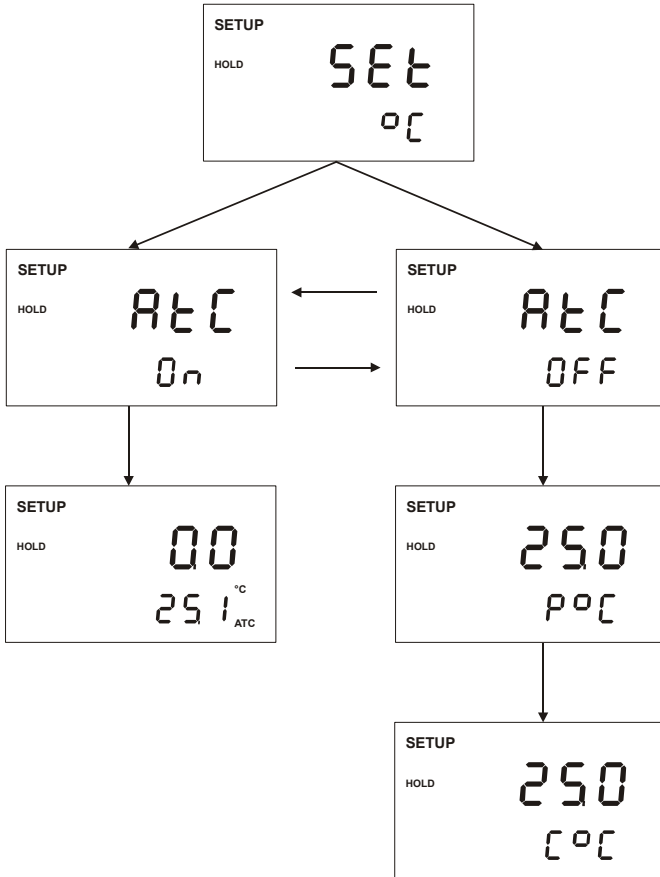 SETUP
HOLD
SEt
°C
SETUP
HOLD
AtC
On
SETUP
HOLD
AtC
OFF
SETUP
HOLD
0.0
25.1 °C
ATC
SETUP
HOLD
25.0
P°C
SETUP
HOLD
25.0
C°C